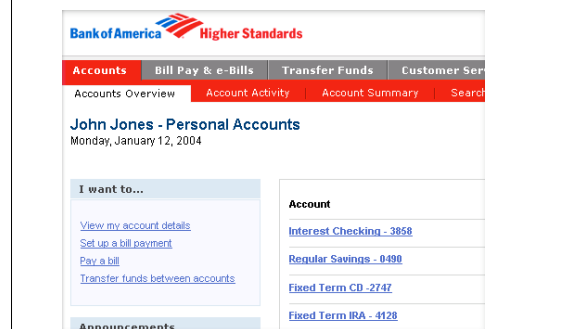 Bank of America Higher Standards
Accounts Bill Pay & e-Bills Transfer Funds Customer Ser
Accounts Overview Account Activity Account Summary Search
John Jones - Personal Accounts
Monday, January 12, 2004
I want to...
View my account details
Set up a bill payment
Pay a bill
Transfer funds between accounts
Announcements
Account
Interest Checking - 3858
Regular Savings - 0490
Fixed Term CD -2747
Fixed Term IRA - 4128